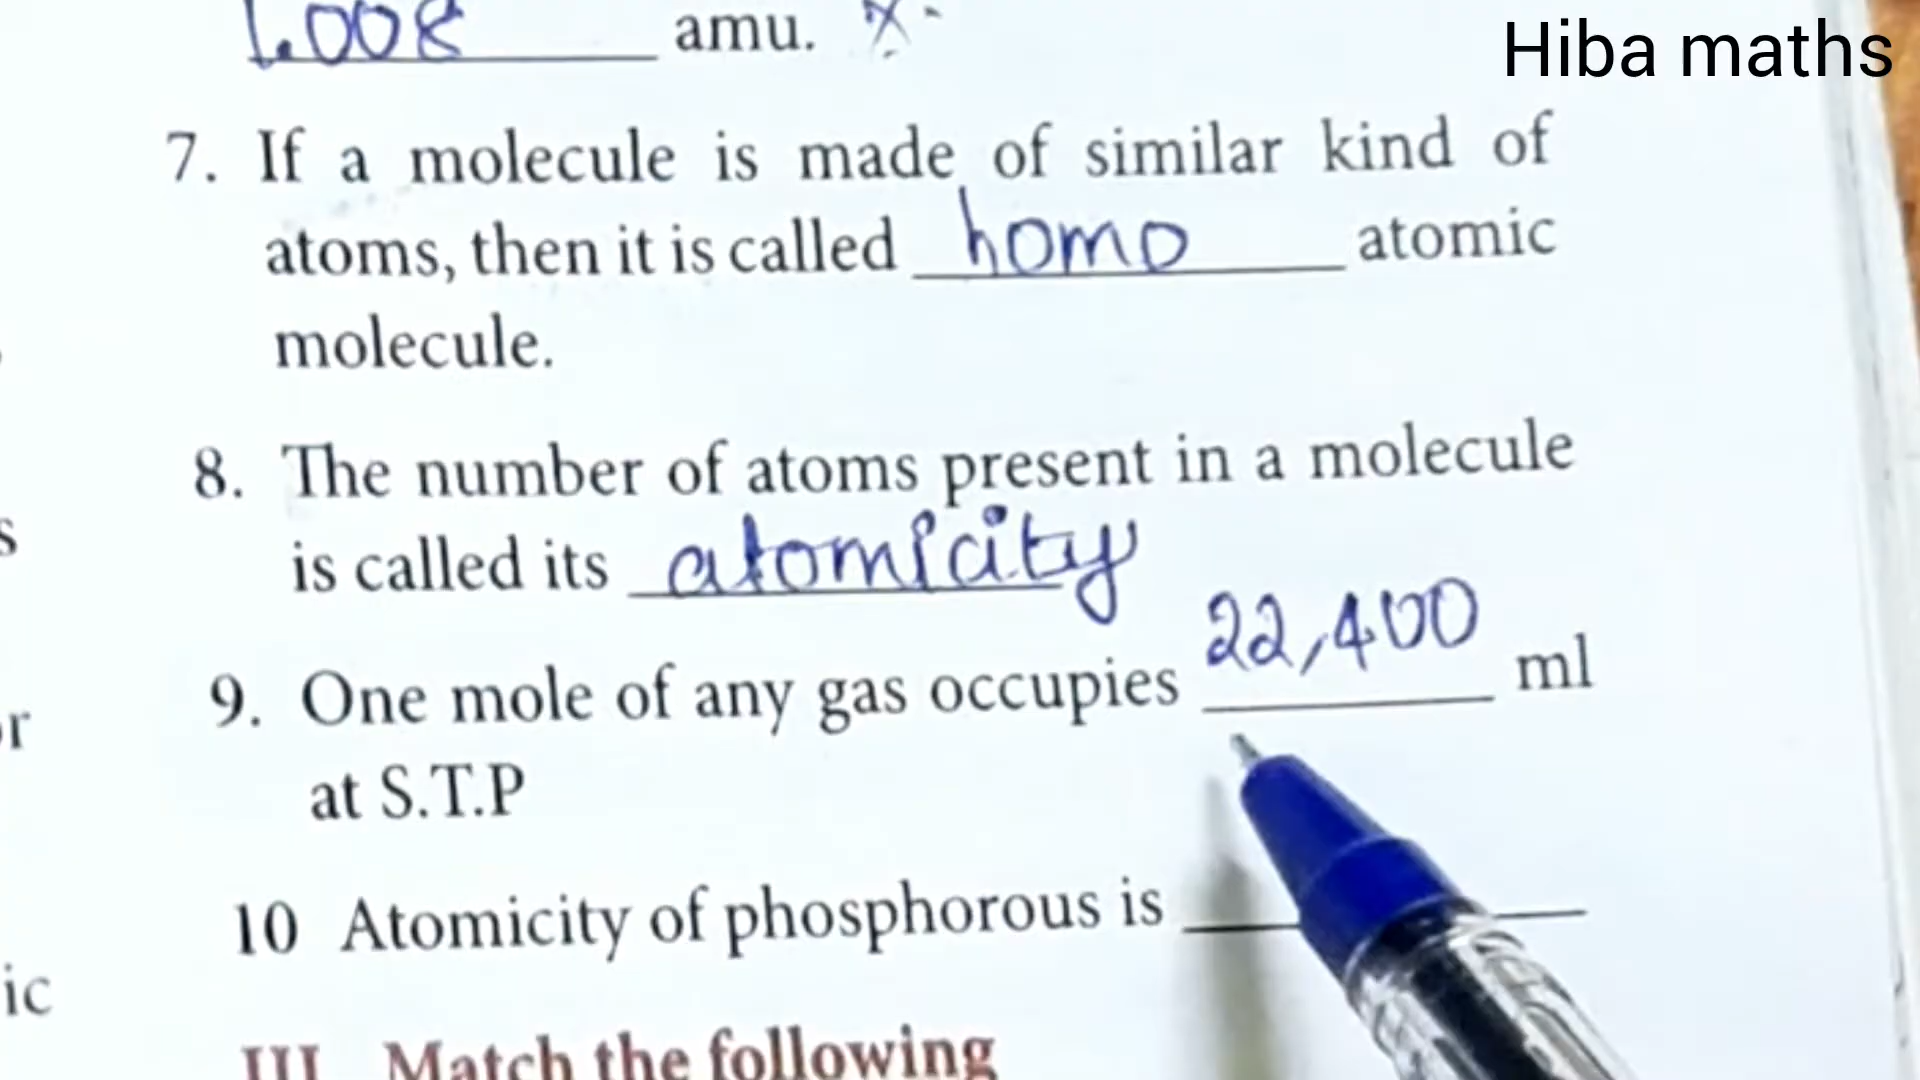 Hiba maths
1.008 amu.
7. If a molecule is made of similar kind of
atoms, then it is called homo atomic
molecule.
8. The number of atoms present in a molecule
is called its atomicity
9. One mole of any gas occupies 22,400 ml
at S.T.P
10 Atomicity of phosphorous is
III Match the following